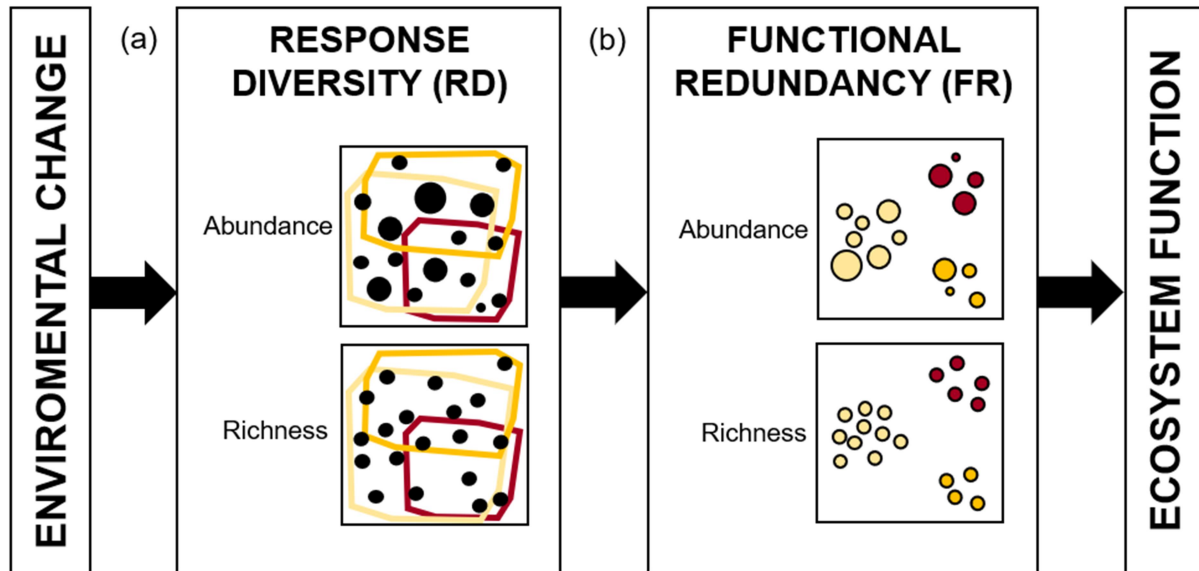 ENVIROMENTAL CHANGE
(a)
RESPONSE
DIVERSITY (RD)
Abundance
Richness
(b)
FUNCTIONAL
REDUNDANCY (FR)
Abundance
Richness
ECOSYSTEM FUNCTION